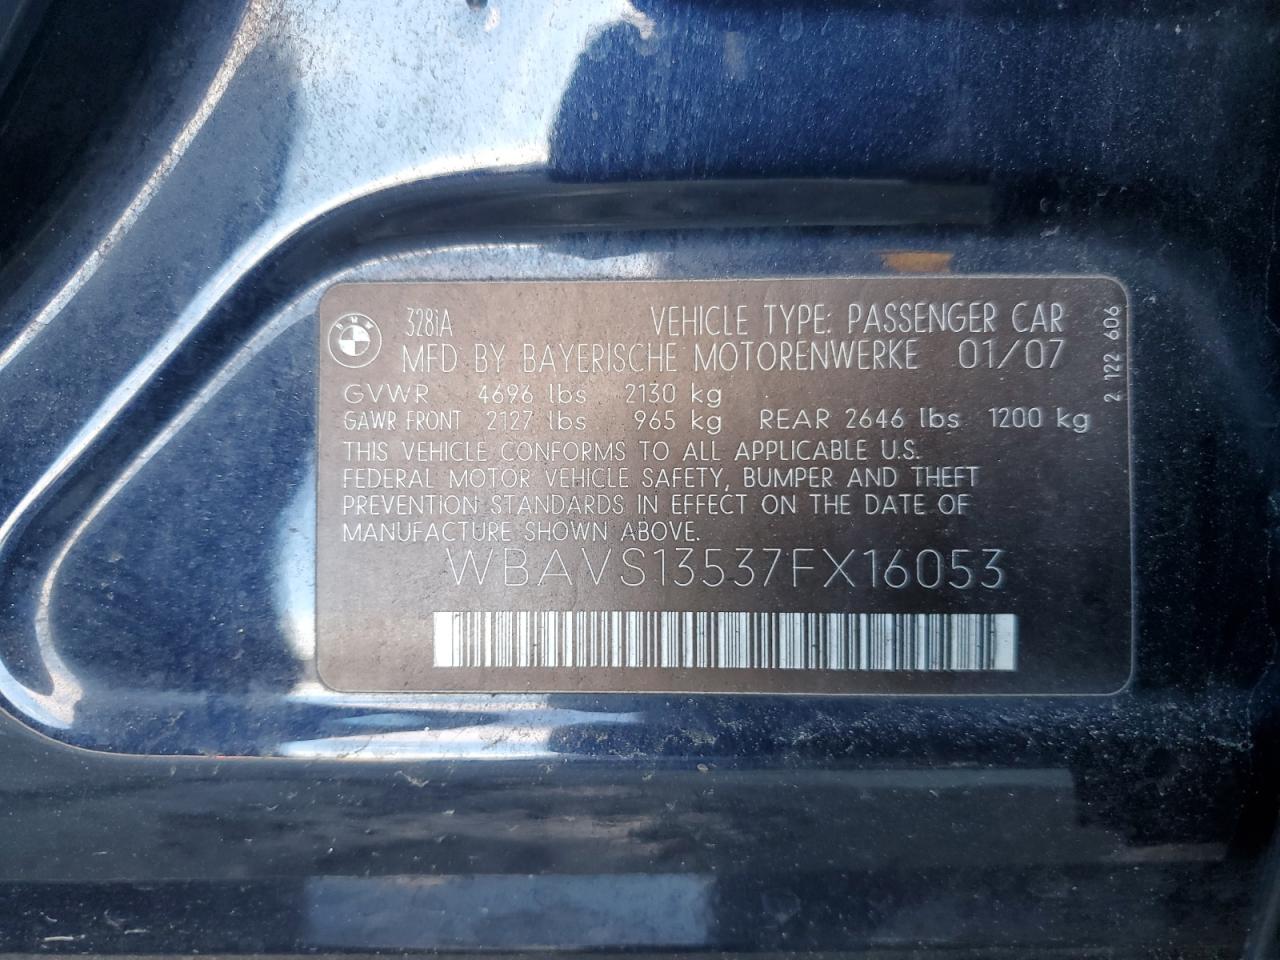 BMW
328iA VEHICLE TYPE: PASSENGER CAR
MFD BY BAYERISCHE MOTORENWERKE 01/07
GVWR 4696 lbs 2130 kg
GAWR FRONT 2127 lbs 965 kg REAR 2646 lbs 1200 kg
THIS VEHICLE CONFORMS TO ALL APPLICABLE U.S.
FEDERAL MOTOR VEHICLE SAFETY, BUMPER AND THEFT
PREVENTION STANDARDS IN EFFECT ON THE DATE OF
MANUFACTURE SHOWN ABOVE.
WBAVS13537FX16053
2 122 606